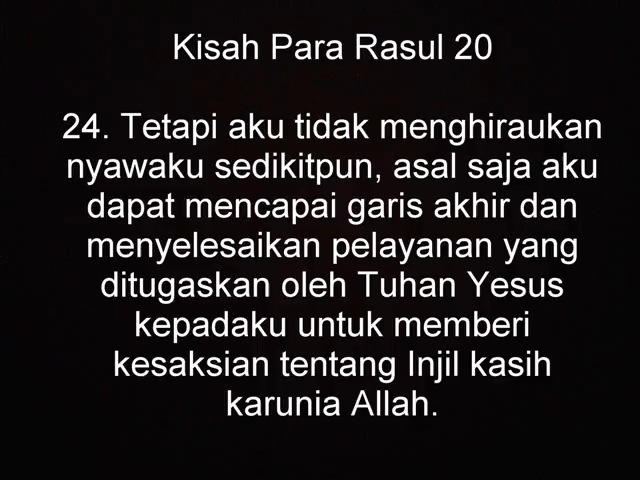 Kisah Para Rasul 20
24. Tetapi aku tidak menghiraukan
nyawaku sedikitpun, asal saja aku
dapat mencapai garis akhir dan
menyelesaikan pelayanan yang
ditugaskan oleh Tuhan Yesus
kepadaku untuk memberi
kesaksian tentang Injil kasih
karunia Allah.